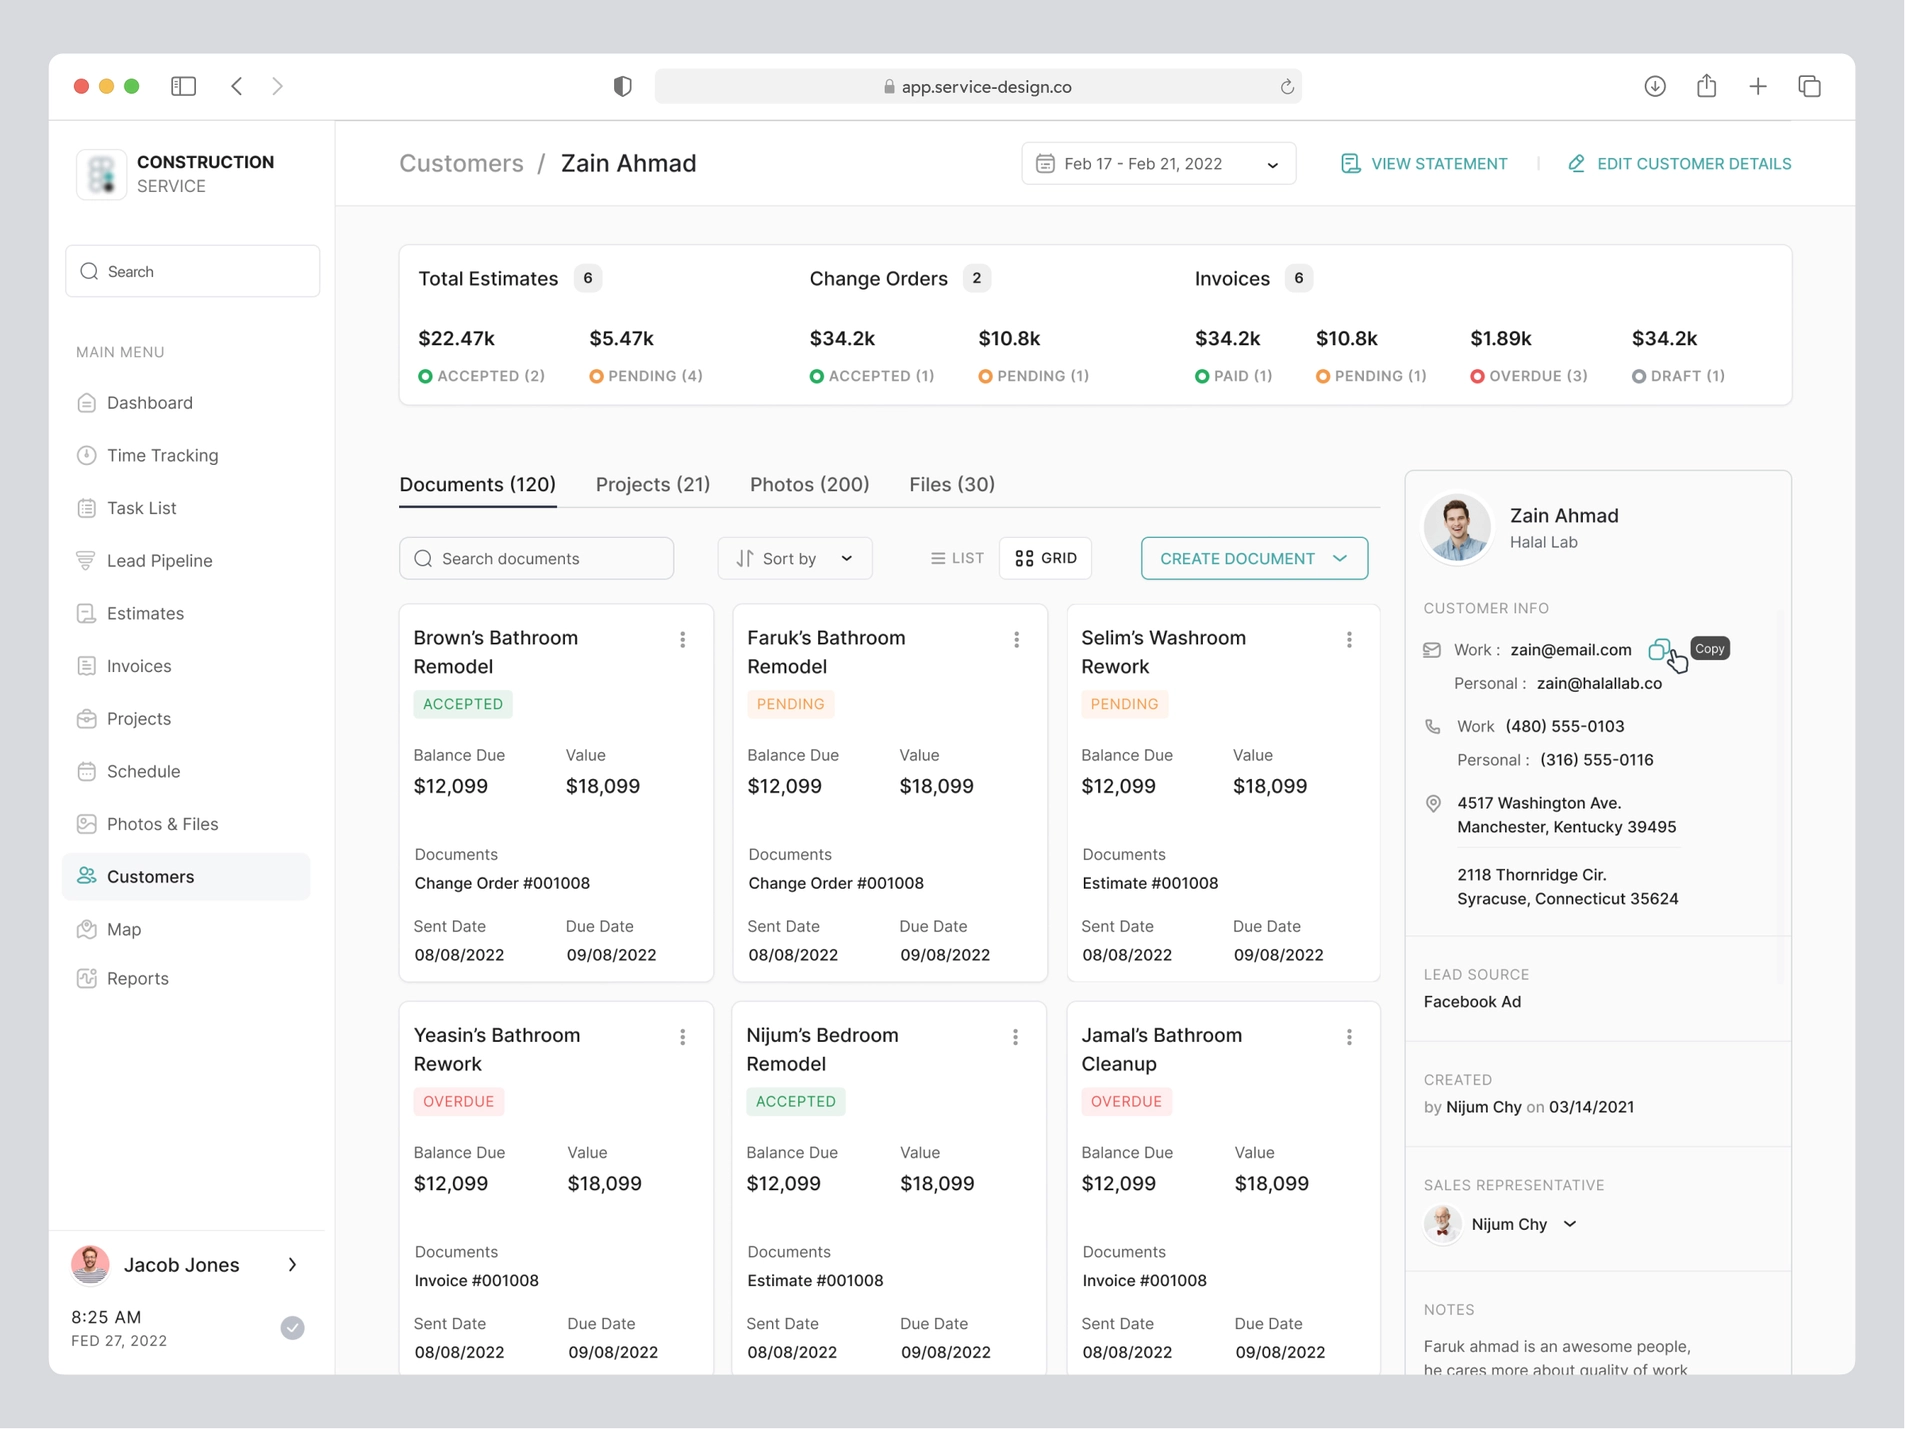 app.service-design.co
CONSTRUCTION
SERVICE
Search
MAIN MENU
Dashboard
Time Tracking
Task List
Lead Pipeline
Estimates
Invoices
Projects
Schedule
Photos & Files
Customers
Map
Reports
Jacob Jones
8:25 AM
FED 27, 2022
Customers / Zain Ahmad
Feb 17 - Feb 21, 2022
VIEW STATEMENT
EDIT CUSTOMER DETAILS
Total Estimates 6
$22.47k $5.47k
ACCEPTED (2) PENDING (4)
Change Orders 2
$34.2k $10.8k
ACCEPTED (1) PENDING (1)
Invoices 6
$34.2k $10.8k $1.89k $34.2k
PAID (1) PENDING (1) OVERDUE (3) DRAFT (1)
Documents (120) Projects (21) Photos (200) Files (30)
Search documents Sort by LIST GRID CREATE DOCUMENT
Brown’s Bathroom
Remodel
ACCEPTED
Balance Due Value
$12,099 $18,099
Documents
Change Order #001008
Sent Date Due Date
08/08/2022 09/08/2022
Faruk’s Bathroom
Remodel
PENDING
Balance Due Value
$12,099 $18,099
Documents
Change Order #001008
Sent Date Due Date
08/08/2022 09/08/2022
Selim’s Washroom
Rework
PENDING
Balance Due Value
$12,099 $18,099
Documents
Estimate #001008
Sent Date Due Date
08/08/2022 09/08/2022
Yeasin’s Bathroom
Rework
OVERDUE
Balance Due Value
$12,099 $18,099
Documents
Invoice #001008
Sent Date Due Date
08/08/2022 09/08/2022
Nijum’s Bedroom
Remodel
ACCEPTED
Balance Due Value
$12,099 $18,099
Documents
Estimate #001008
Sent Date Due Date
08/08/2022 09/08/2022
Jamal’s Bathroom
Cleanup
OVERDUE
Balance Due Value
$12,099 $18,099
Documents
Invoice #001008
Sent Date Due Date
08/08/2022 09/08/2022
Zain Ahmad
Halal Lab
CUSTOMER INFO
Work : zain@email.com Copy
Personal : zain@halallab.co
Work (480) 555-0103
Personal : (316) 555-0116
4517 Washington Ave.
Manchester, Kentucky 39495
2118 Thornridge Cir.
Syracuse, Connecticut 35624
LEAD SOURCE
Facebook Ad
CREATED
by Nijum Chy on 03/14/2021
SALES REPRESENTATIVE
Nijum Chy
NOTES
Faruk ahmad is an awesome people,
he cares more about quality of work